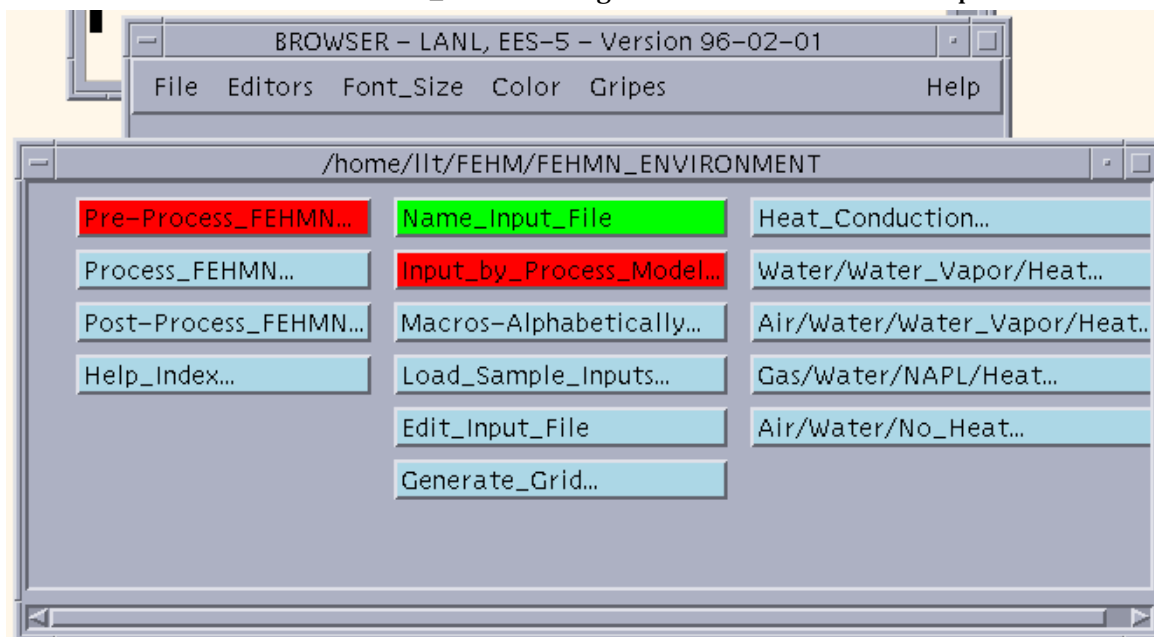 BROWSER – LANL, EES–5 – Version 96–02–01
File Editors Font_Size Color Gripes Help
/home/llt/FEHM/FEHMN_ENVIRONMENT
Pre–Process_FEHMN... Name_Input_File Heat_Conduction...
Process_FEHMN... Input_by_Process_Model... Water/Water_Vapor/Heat...
Post–Process_FEHMN... Macros–Alphabetically... Air/Water/Water_Vapor/Heat..
Help_Index... Load_Sample_Inputs... Gas/Water/NAPL/Heat...
Edit_Input_File Air/Water/No_Heat...
Generate_Grid...